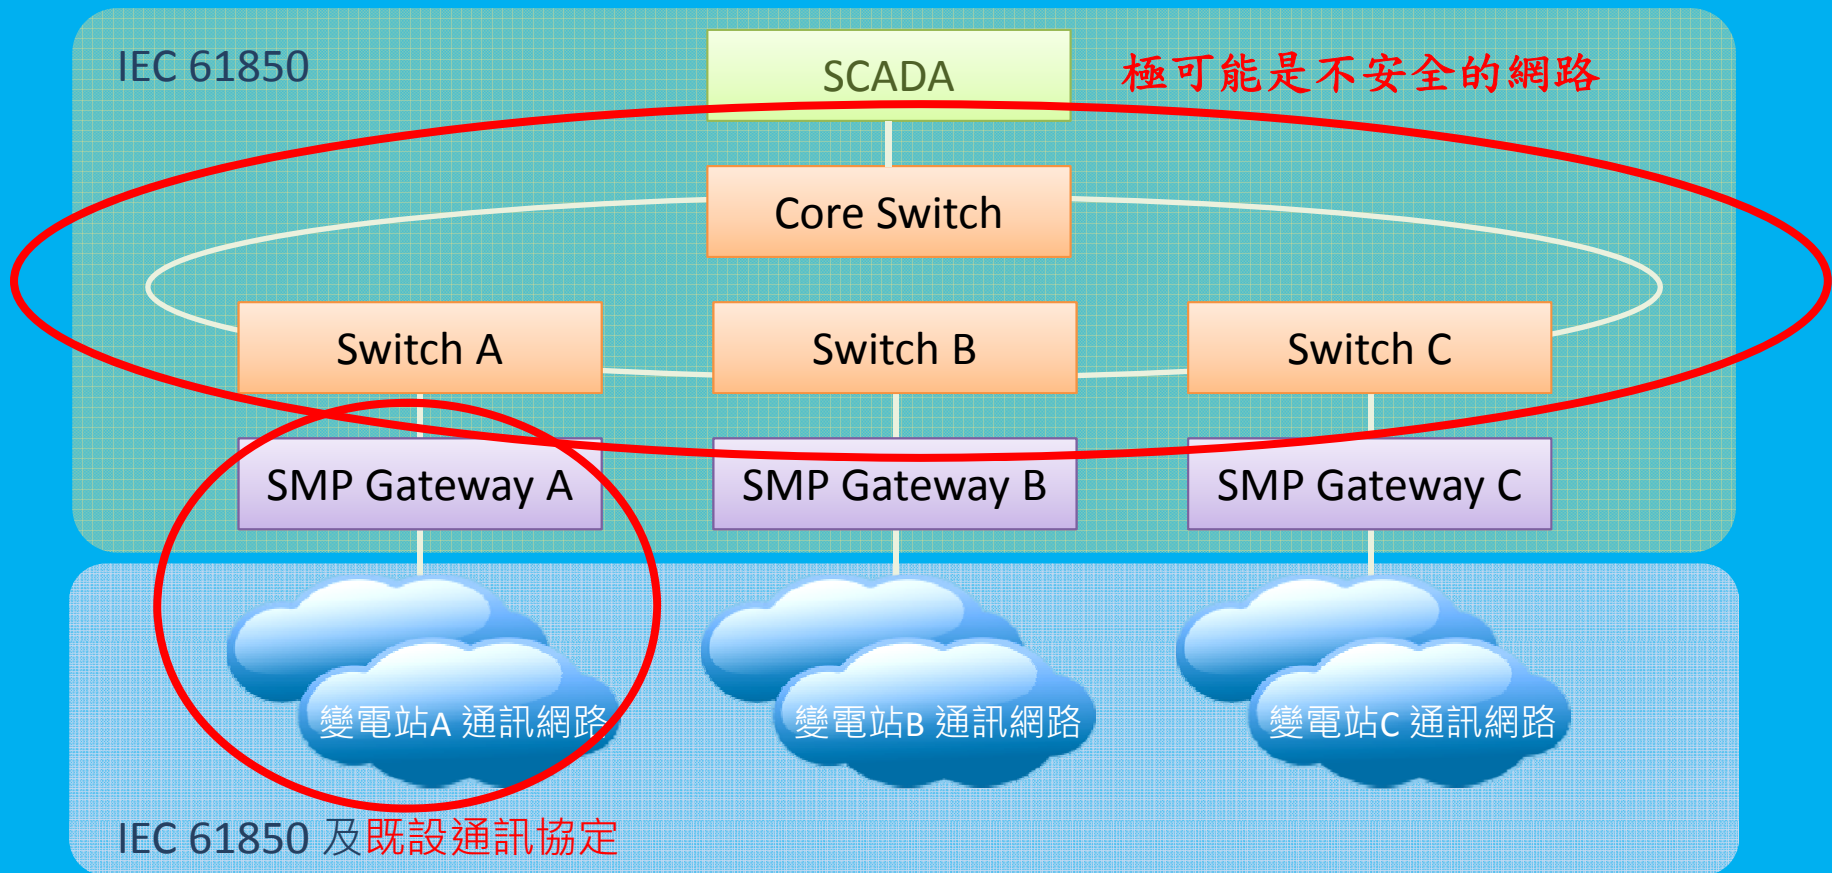 IEC 61850
SCADA
極可能是不安全的網路
Core Switch
Switch A
Switch B
Switch C
SMP Gateway A
SMP Gateway B
SMP Gateway C
變電站A 通訊網路
變電站B 通訊網路
變電站C 通訊網路
IEC 61850 及既設通訊協定